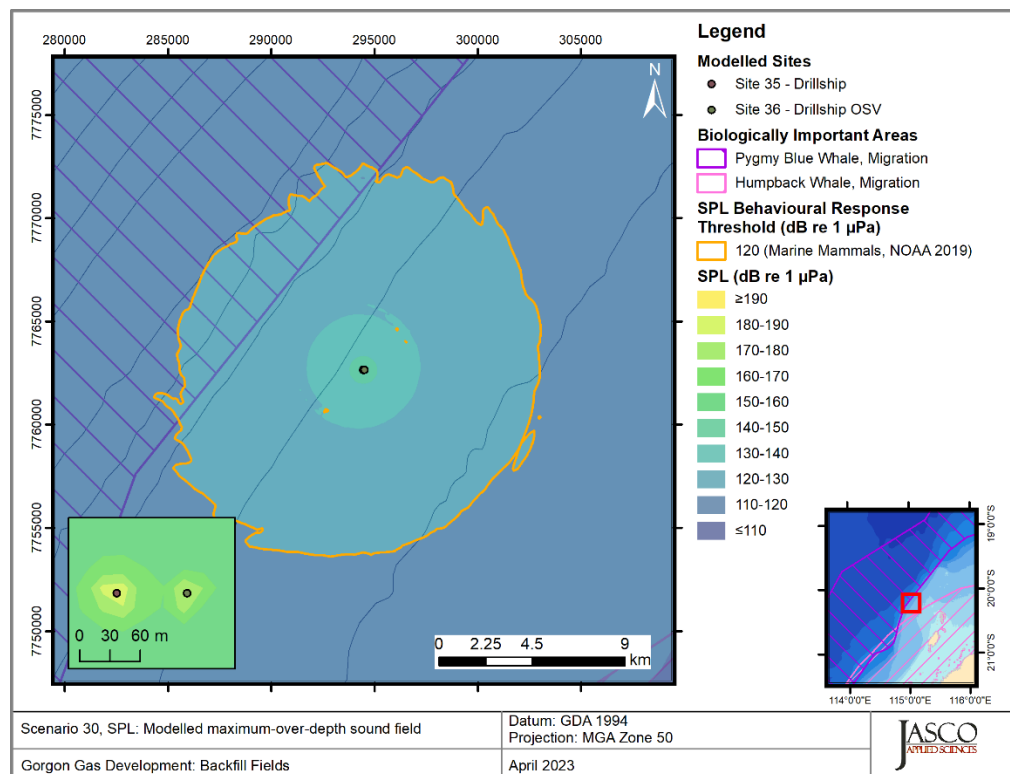 280000 285000 290000 295000 300000 305000
7775000
7770000
7765000
7760000
7755000
7750000
N
0 30 60 m
0 2.25 4.5 9
km
Legend
Modelled Sites
Site 35 - Drillship
Site 36 - Drillship OSV
Biologically Important Areas
Pygmy Blue Whale, Migration
Humpback Whale, Migration
SPL Behavioural Response
Threshold (dB re 1 µPa)
120 (Marine Mammals, NOAA 2019)
SPL (dB re 1 µPa)
≥190
180-190
170-180
160-170
150-160
140-150
130-140
120-130
110-120
≤110
19°0'0"S
20°0'0"S
21°0'0"S
114°0'0"E 115°0'0"E 116°0'0"E
Scenario 30, SPL: Modelled maximum-over-depth sound field
Datum: GDA 1994
Projection: MGA Zone 50
Gorgon Gas Development: Backfill Fields
April 2023
JASCO
APPLIED SCIENCES